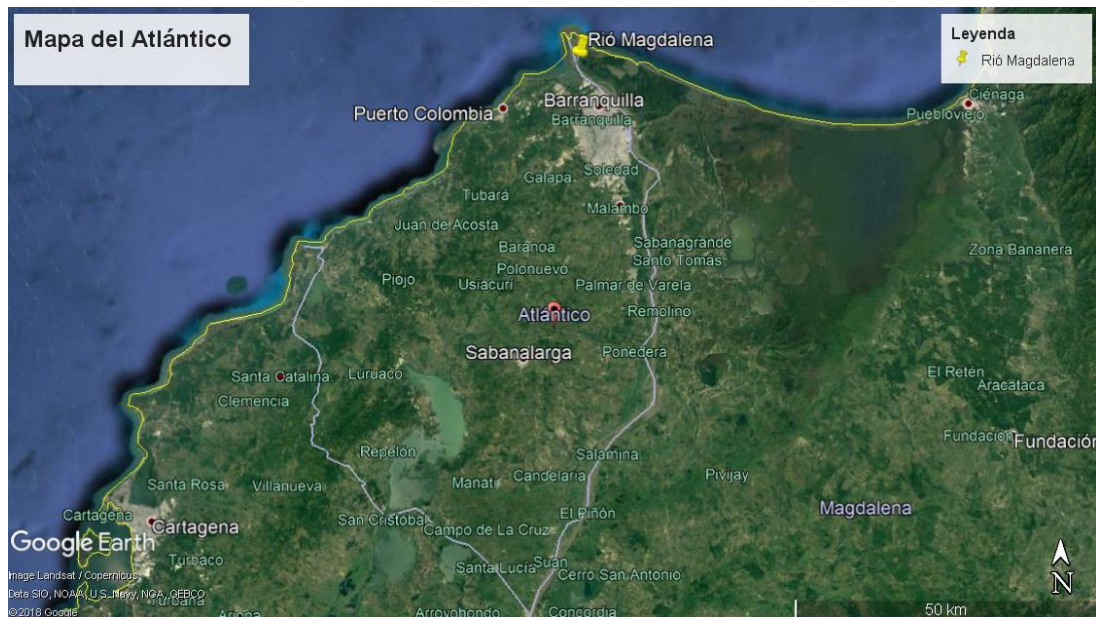 Mapa del Atlántico
Leyenda
Rió Magdalena
Rió Magdalena
Ciénaga
Puebloviejo
Puerto Colombia
Barranquilla
Barranquilla
Soledad
Galapa
Tubará
Malambo
Juan de Acosta
Sabanagrande
Baranoa
Santo Tomás
Zona Bananera
Polonuevo
Piojo
Usiacurí
Palmar de Varela
Atlántico
Remolino
Sabanalarga
Ponedera
Santa Catalina
Luruaco
El Retén
Aracataca
Clemencia
Fundación
Fundación
Repelón
Salamina
Manatí
Candelaria
Pivijay
Santa Rosa
Villanueva
Magdalena
Cartagena
Cartagena
San Cristóbal
El Piñón
Campo de La Cruz
Google Earth
Turbaco
Suan
Santa Lucía
Cerro San Antonio
N
Image Landsat / Copernicus
Data SIO, NOAA, U.S. Navy, NGA, GEBCO
Turbana
©2018 Google
Arjona
Arroyohondo
Concordia
50 km